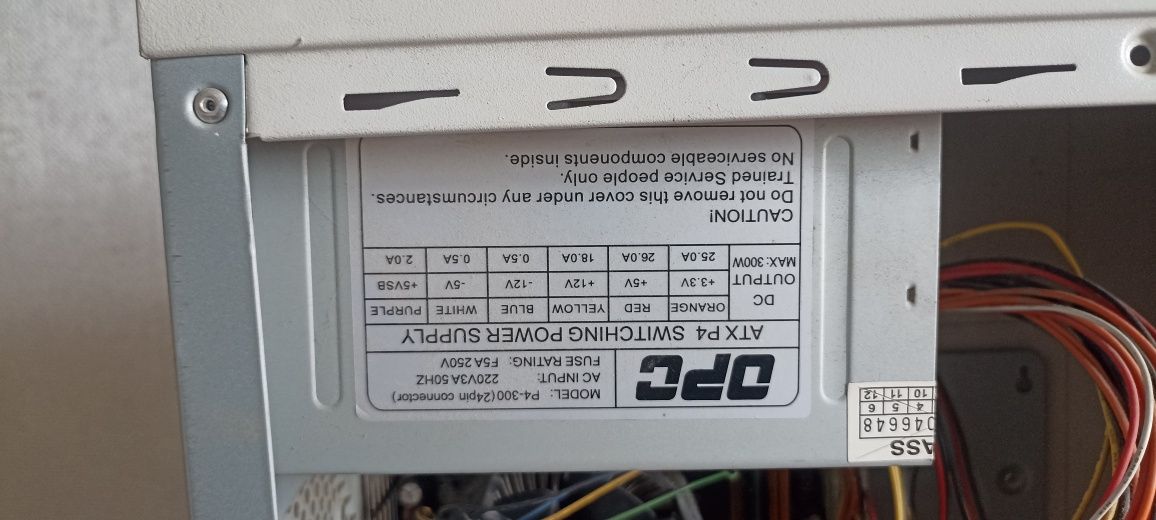 OPC
MODEL: P4-300(24pin connector)
AC INPUT: 220V3A 50HZ
FUSE RATING: F5A 250V
ATX P4 SWITCHING POWER SUPPLY
DC OUTPUT MAX:300W
ORANGE RED YELLOW BLUE WHITE PURPLE
+3.3V +5V +12V -12V -5V +5VSB
25.0A 26.0A 18.0A 0.5A 0.5A 2.0A
CAUTION!
Do not remove this cover under any circumstances.
Trained Service people only.
No serviceable components inside.
ASS
046648
4 5 6
10 11 12